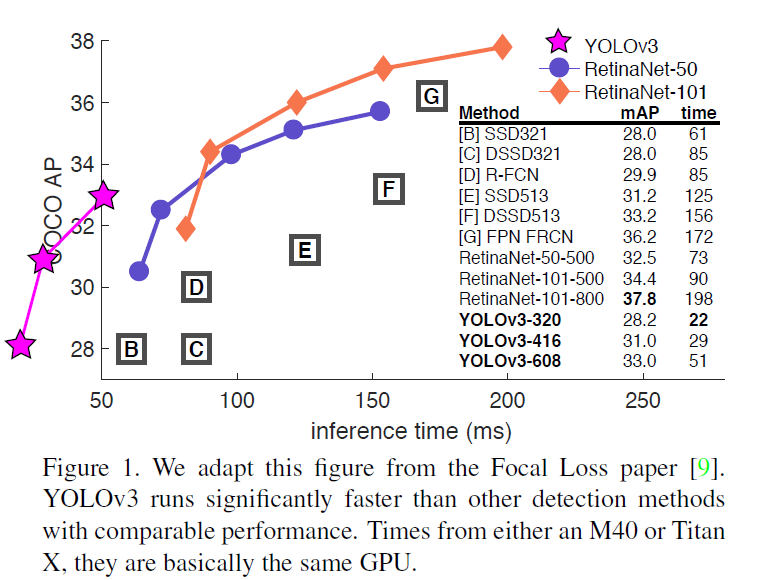 38
36
34
32
30
28
COCO AP
50
100
150
200
250
inference time (ms)
B
C
D
E
F
G
YOLOv3
RetinaNet-50
RetinaNet-101
Method mAP time
[B] SSD321 28.0 61
[C] DSSD321 28.0 85
[D] R-FCN 29.9 85
[E] SSD513 31.2 125
[F] DSSD513 33.2 156
[G] FPN FRCN 36.2 172
RetinaNet-50-500 32.5 73
RetinaNet-101-500 34.4 90
RetinaNet-101-800 37.8 198
YOLOv3-320 28.2 22
YOLOv3-416 31.0 29
YOLOv3-608 33.0 51
Figure 1. We adapt this figure from the Focal Loss paper [9].
YOLOv3 runs significantly faster than other detection methods
with comparable performance. Times from either an M40 or Titan
X, they are basically the same GPU.